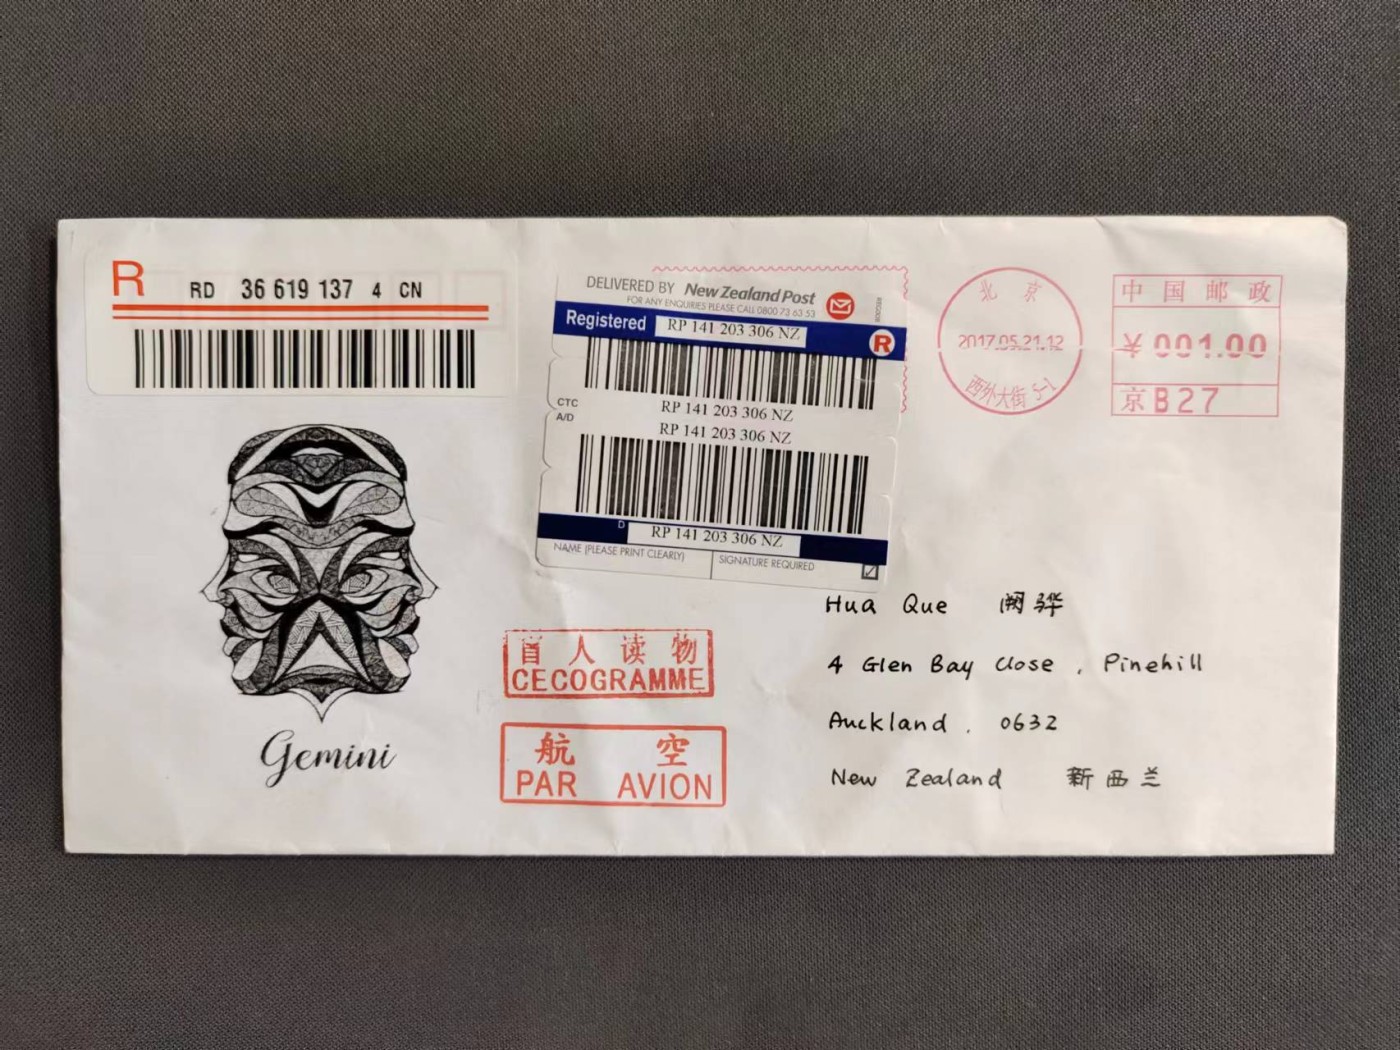 R
RD 36 619 137 4 CN
DELIVERED BY New Zealand Post
FOR ANY ENQUIRIES PLEASE CALL 0800 73 63 53
Registered RP 141 203 306 NZ
R
CTC
RP 141 203 306 NZ
A/D
RP 141 203 306 NZ
D
RP 141 203 306 NZ
NAME (PLEASE PRINT CLEARLY)
SIGNATURE REQUIRED
北京
2017.05.21.12
西外大街 S-1
中国邮政
¥ 001.00
京B27
Gemini
盲人读物
CECOGRAMME
航空
PAR AVION
Hua Que 阙骅
4 Glen Bay Close , Pinehill
Auckland . 0632
New Zealand 新西兰